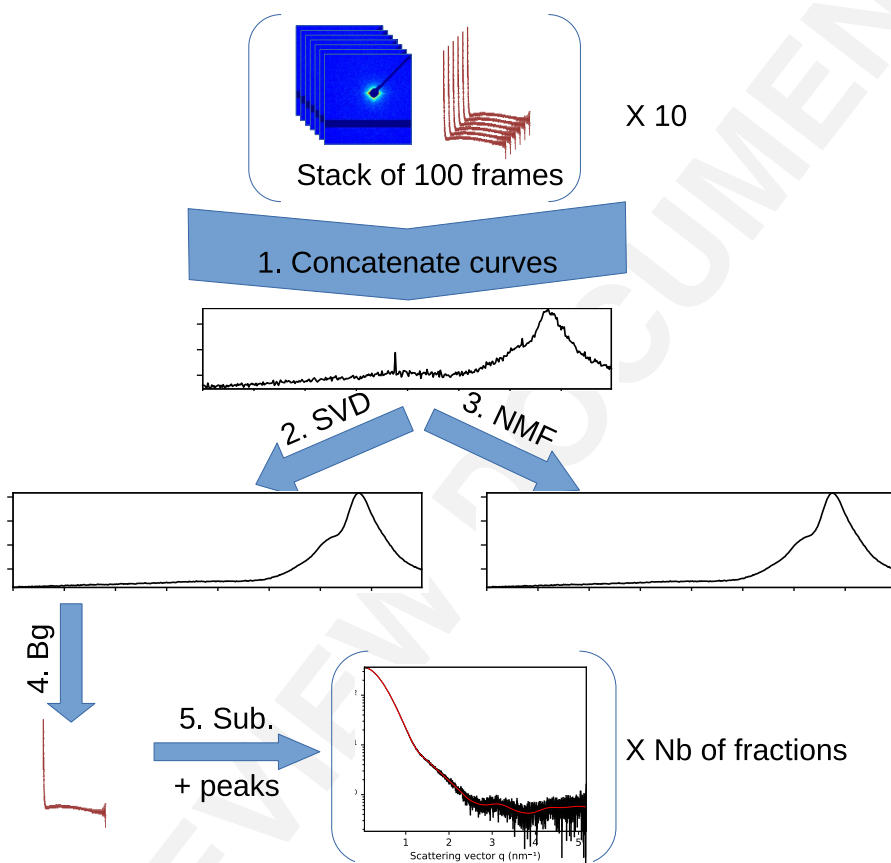 X 10
Stack of 100 frames
1. Concatenate curves
2. SVD
3. NMF
4. Bg
5. Sub.
+ peaks
X Nb of fractions
1 2 3 4 5
Scattering vector q (nm⁻¹)